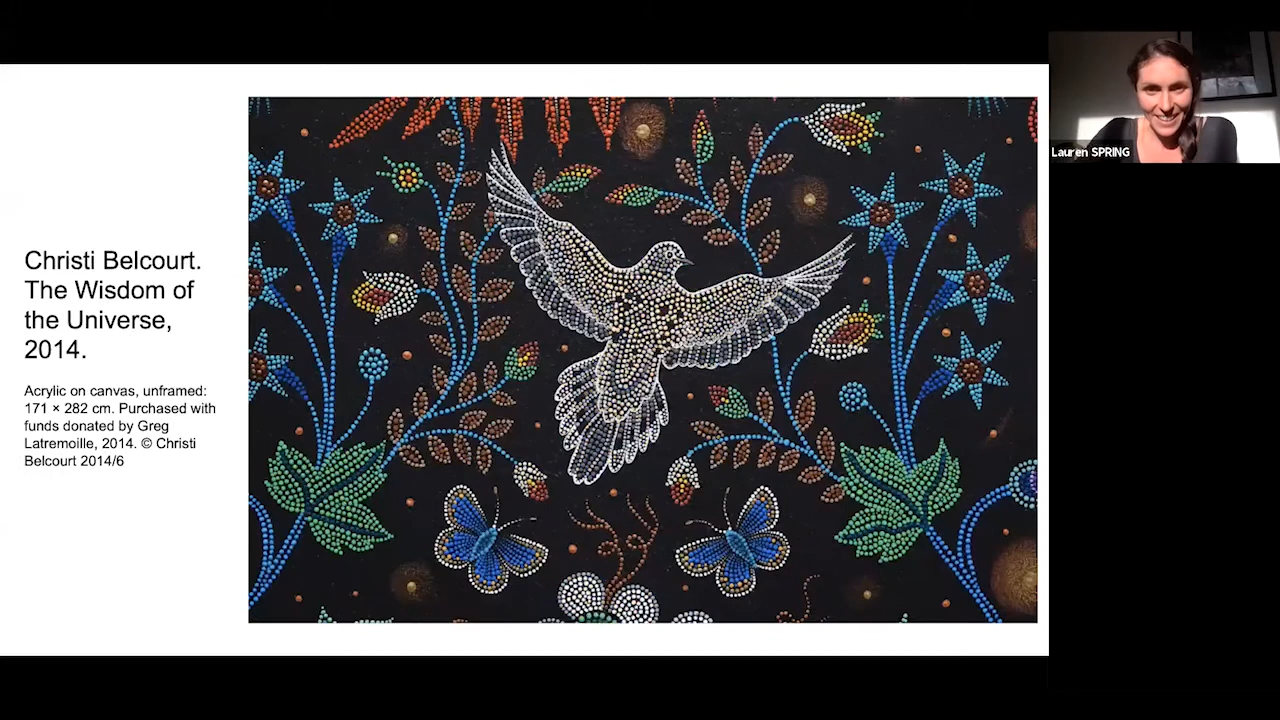 Christi Belcourt.
The Wisdom of
the Universe,
2014.
Acrylic on canvas, unframed:
171 × 282 cm. Purchased with
funds donated by Greg
Latremoille, 2014. © Christi
Belcourt 2014/6
Lauren SPRING